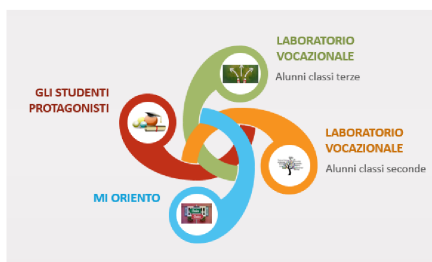 LABORATORIO
VOCAZIONALE
Alunni classi terze
GLI STUDENTI
PROTAGONISTI
LABORATORIO
VOCAZIONALE
Alunni classi seconde
MI ORIENTO